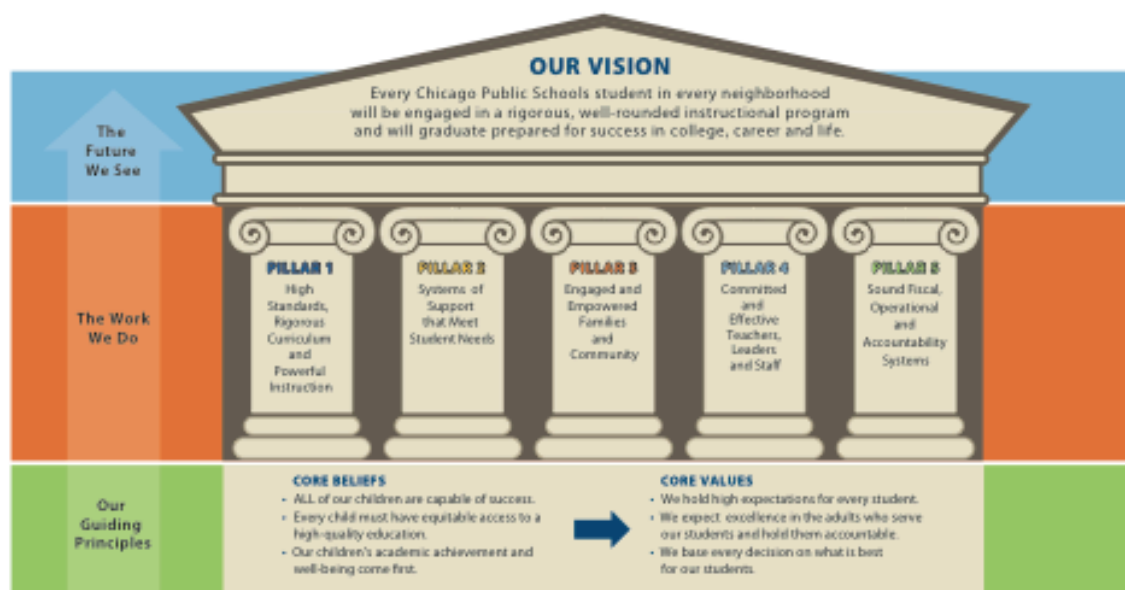 OUR VISION
Every Chicago Public Schools student in every neighborhood
will be engaged in a rigorous, well-rounded instructional program
and will graduate prepared for success in college, career and life.
The
Future
We See
The Work
We Do
PILLAR 1
High
Standards,
Rigorous
Curriculum
and
Powerful
Instruction
PILLAR 2
Systems of
Support
that Meet
Student Needs
PILLAR 3
Engaged and
Empowered
Families
and
Community
PILLAR 4
Committed
and
Effective
Teachers,
Leaders
and Staff
PILLAR 5
Sound Fiscal,
Operational
and
Accountability
Systems
Our
Guiding
Principles
CORE BELIEFS
• ALL of our children are capable of success.
• Every child must have equitable access to a
high-quality education.
• Our children's academic achievement and
well-being come first.
CORE VALUES
• We hold high expectations for every student.
• We expect excellence in the adults who serve
our students and hold them accountable.
• We base every decision on what is best
for our students.